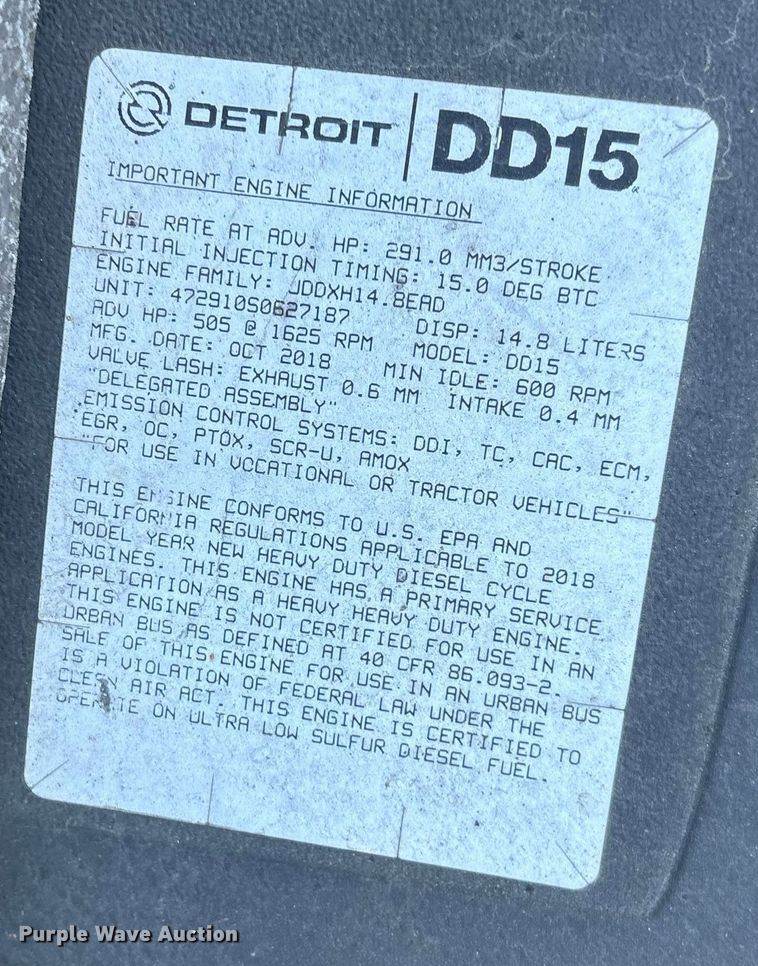 DETROIT DD15
IMPORTANT ENGINE INFORMATION
FUEL RATE AT ADV. HP: 291.0 MM3/STROKE
INITIAL INJECTION TIMING: 15.0 DEG BTC
ENGINE FAMILY: JDDXH14.8EAD
UNIT: 472910S0627187 DISP: 14.8 LITERS
ADV HP: 505 @ 1625 RPM MODEL: DD15
MFG. DATE: OCT 2018 MIN IDLE: 600 RPM
VALVE LASH: EXHAUST 0.6 MM INTAKE 0.4 MM
"DELEGATED ASSEMBLY"
EMISSION CONTROL SYSTEMS: DDI, TC, CAC, ECM,
EGR, OC, PTOX, SCR-U, AMOX
"FOR USE IN VOCATIONAL OR TRACTOR VEHICLES"
THIS ENGINE CONFORMS TO U.S. EPA AND
CALIFORNIA REGULATIONS APPLICABLE TO 2018
MODEL YEAR NEW HEAVY DUTY DIESEL CYCLE
ENGINES. THIS ENGINE HAS A PRIMARY SERVICE
APPLICATION AS A HEAVY HEAVY DUTY ENGINE.
THIS ENGINE IS NOT CERTIFIED FOR USE IN AN
URBAN BUS AS DEFINED AT 40 CFR 86.093-2.
SALE OF THIS ENGINE FOR USE IN AN URBAN BUS
IS A VIOLATION OF FEDERAL LAW UNDER THE
CLEAN AIR ACT. THIS ENGINE IS CERTIFIED TO
OPERATE ON ULTRA LOW SULFUR DIESEL FUEL.
Purple Wave Auction